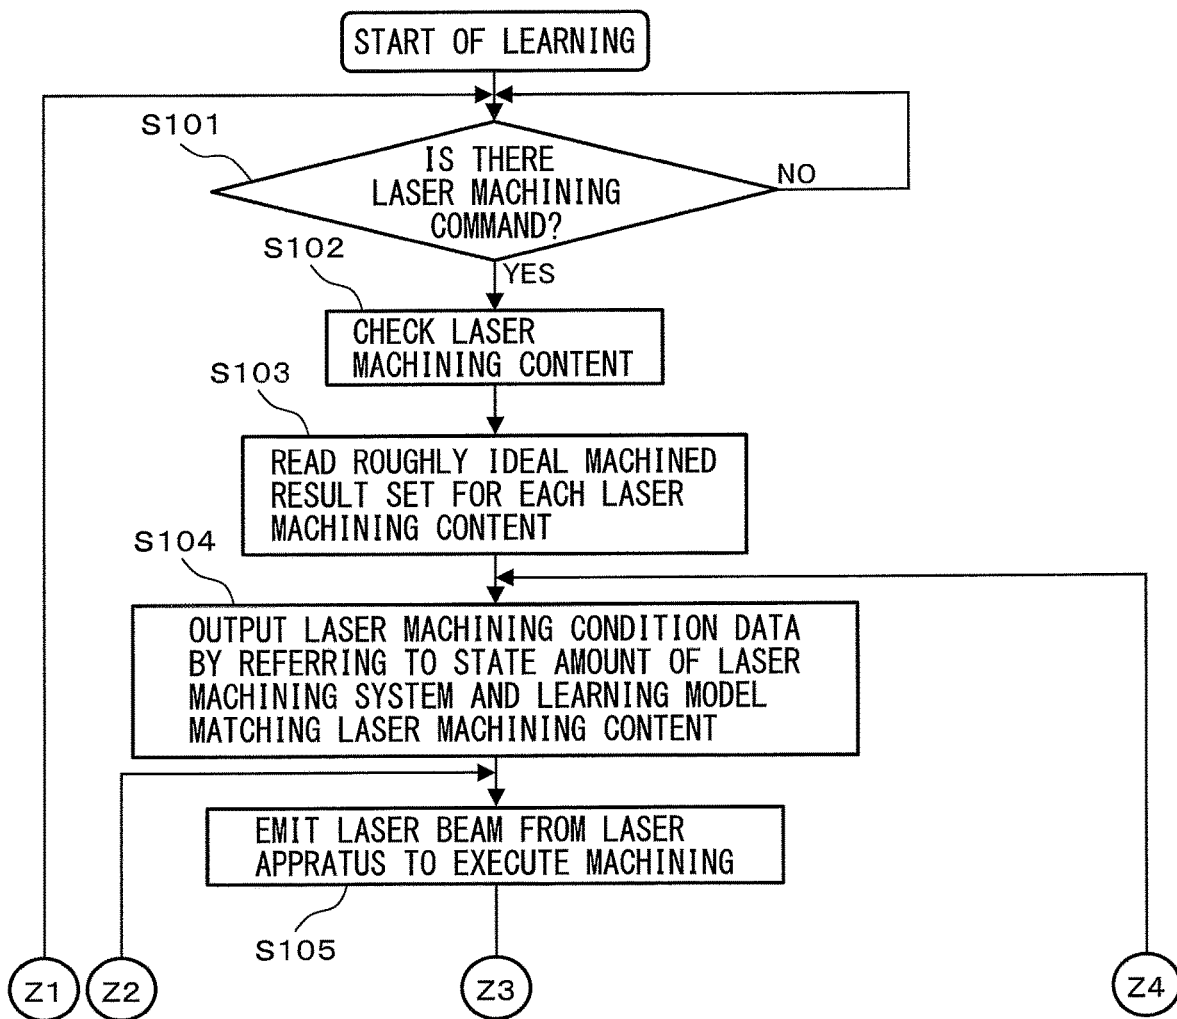 START OF LEARNING
S101
IS THERE
LASER MACHINING
COMMAND?
NO
S102
YES
CHECK LASER
MACHINING CONTENT
S103
READ ROUGHLY IDEAL MACHINED
RESULT SET FOR EACH LASER
MACHINING CONTENT
S104
OUTPUT LASER MACHINING CONDITION DATA
BY REFERRING TO STATE AMOUNT OF LASER
MACHINING SYSTEM AND LEARNING MODEL
MATCHING LASER MACHINING CONTENT
EMIT LASER BEAM FROM LASER
APPRATUS TO EXECUTE MACHINING
S105
Z1
Z2
Z3
Z4